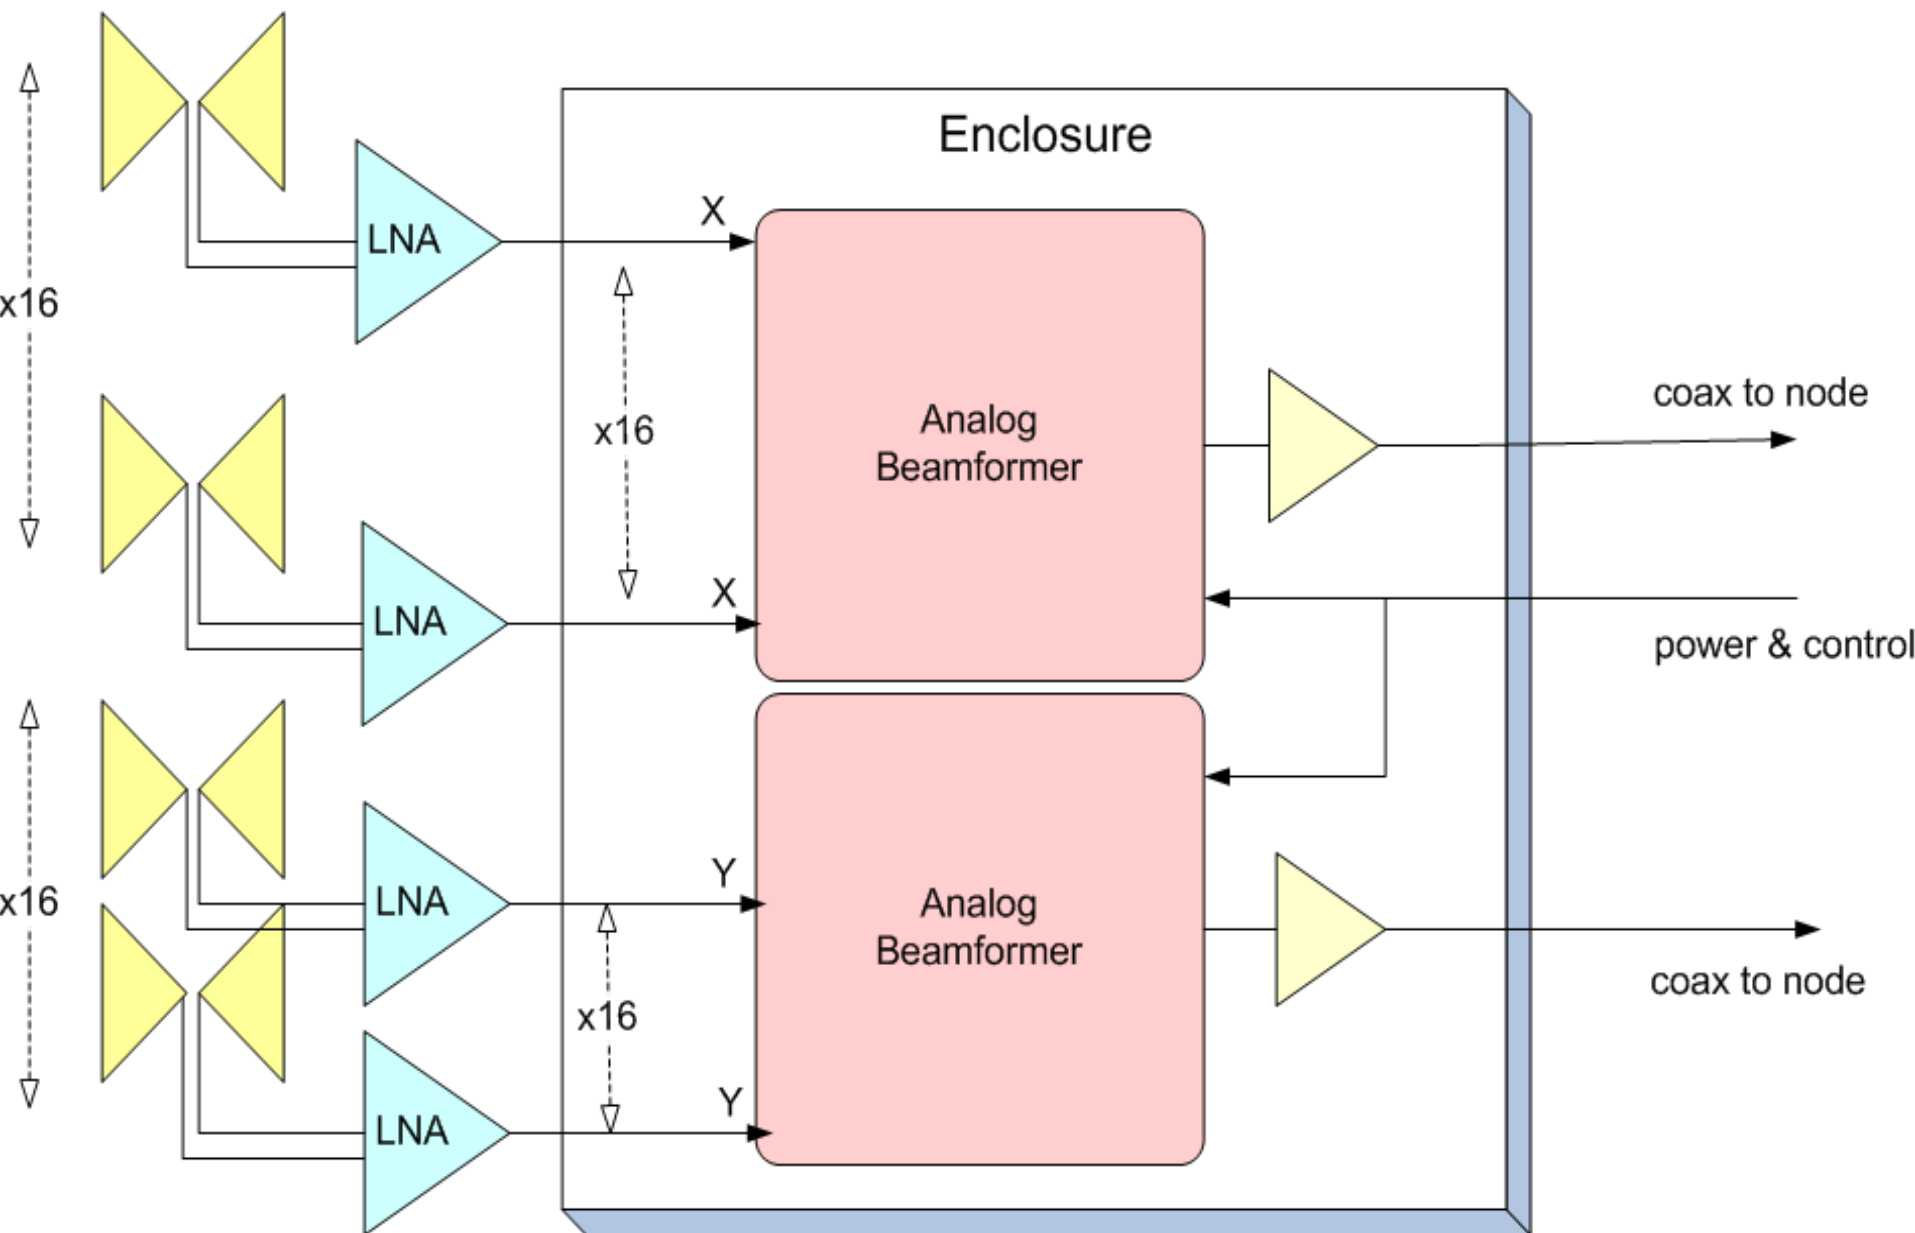 Enclosure
X
LNA
x16
coax to node
Analog
Beamformer
x16
X
LNA
power & control
Y
LNA
x16
Analog
Beamformer
coax to node
x16
Y
LNA